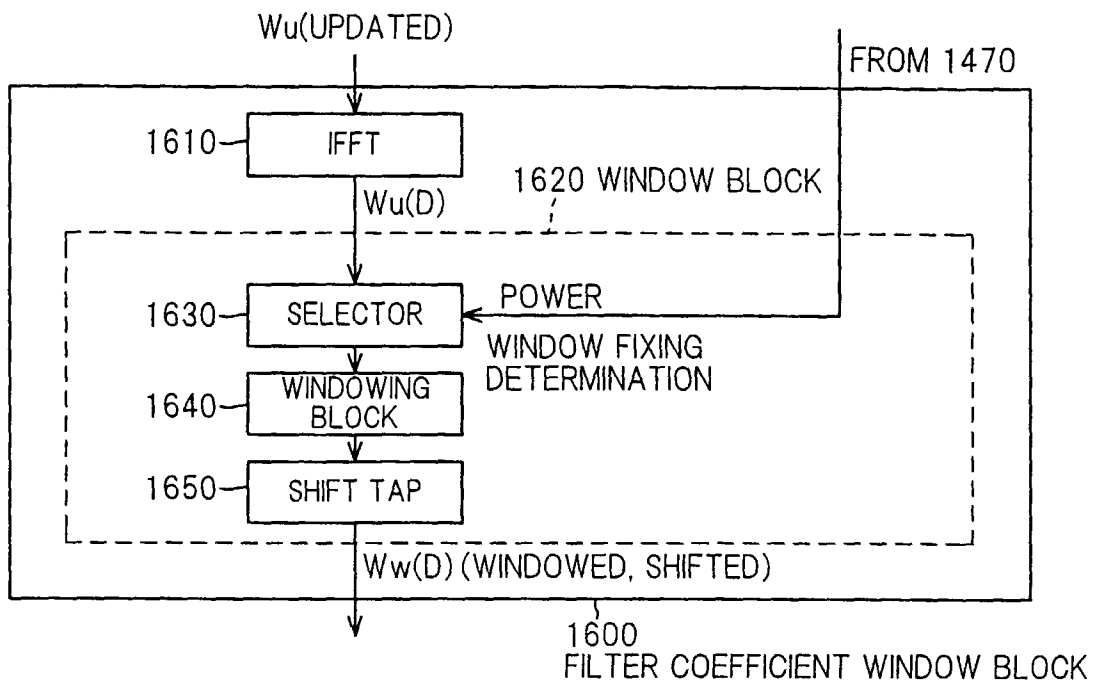 Wu(UPDATED)
FROM 1470
1610
IFFT
1620 WINDOW BLOCK
Wu(D)
1630
SELECTOR
POWER
WINDOW FIXING
DETERMINATION
1640
WINDOWING
BLOCK
1650
SHIFT TAP
Ww(D) (WINDOWED, SHIFTED)
1600
FILTER COEFFICIENT WINDOW BLOCK